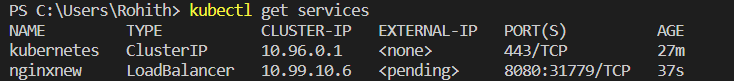 PS C:\Users\Rohith> kubectl get services
NAME TYPE CLUSTER-IP EXTERNAL-IP PORT(S) AGE
kubernetes ClusterIP 10.96.0.1 <none> 443/TCP 27m
nginxnew LoadBalancer 10.99.10.6 <pending> 8080:31779/TCP 37s